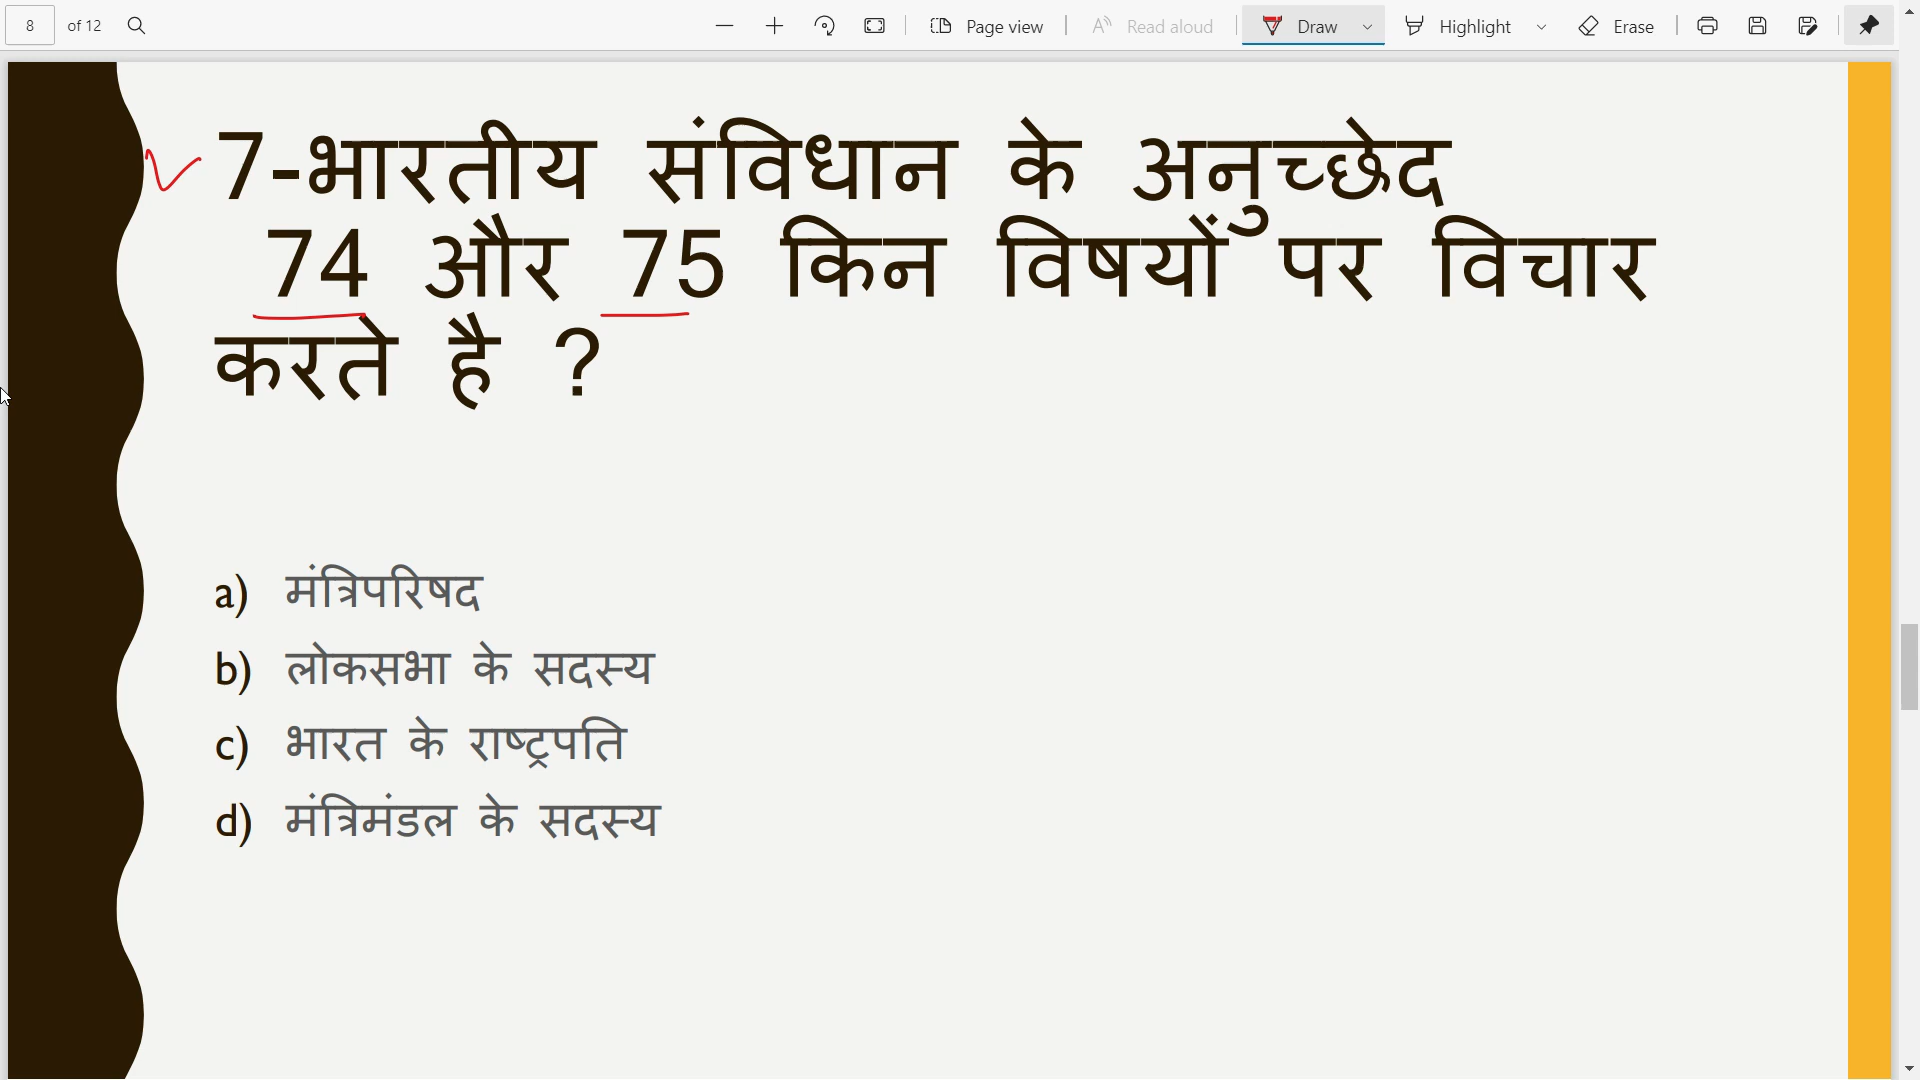 8 of 12 Page view Read aloud Draw Highlight Erase
7-भारतीय संविधान के अनुच्छेद
74 और 75 किन विषयों पर विचार
करते है ?
a) मंत्रिपरिषद
b) लोकसभा के सदस्य
c) भारत के राष्ट्रपति
d) मंत्रिमंडल के सदस्य